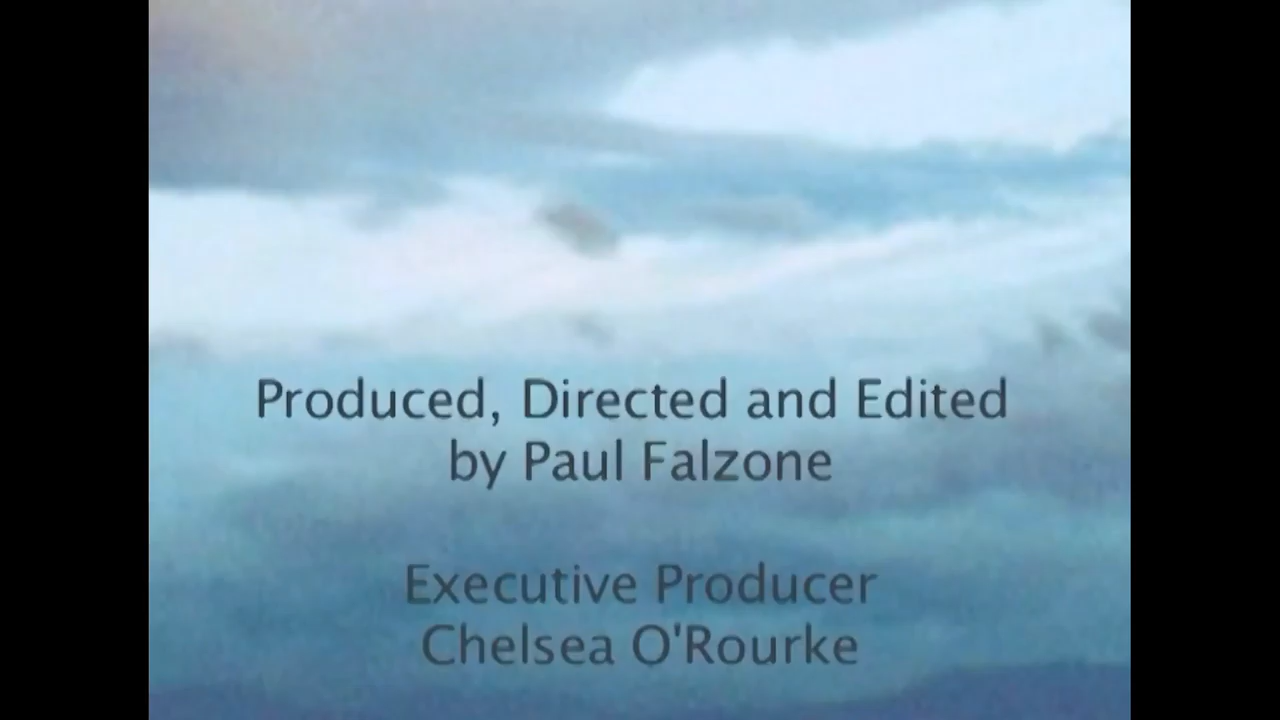 Produced, Directed and Edited
by Paul Falzone
Executive Producer
Chelsea O'Rourke